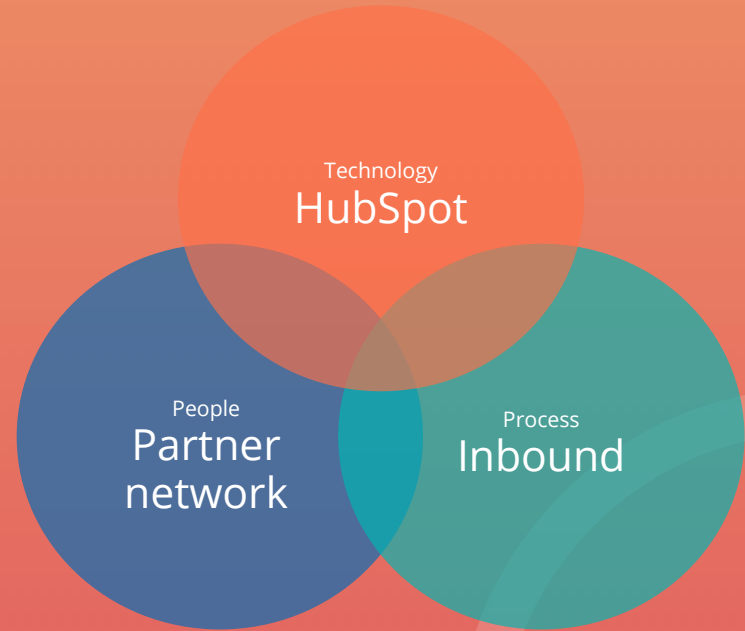 Technology
HubSpot
People
Partner
network
Process
Inbound